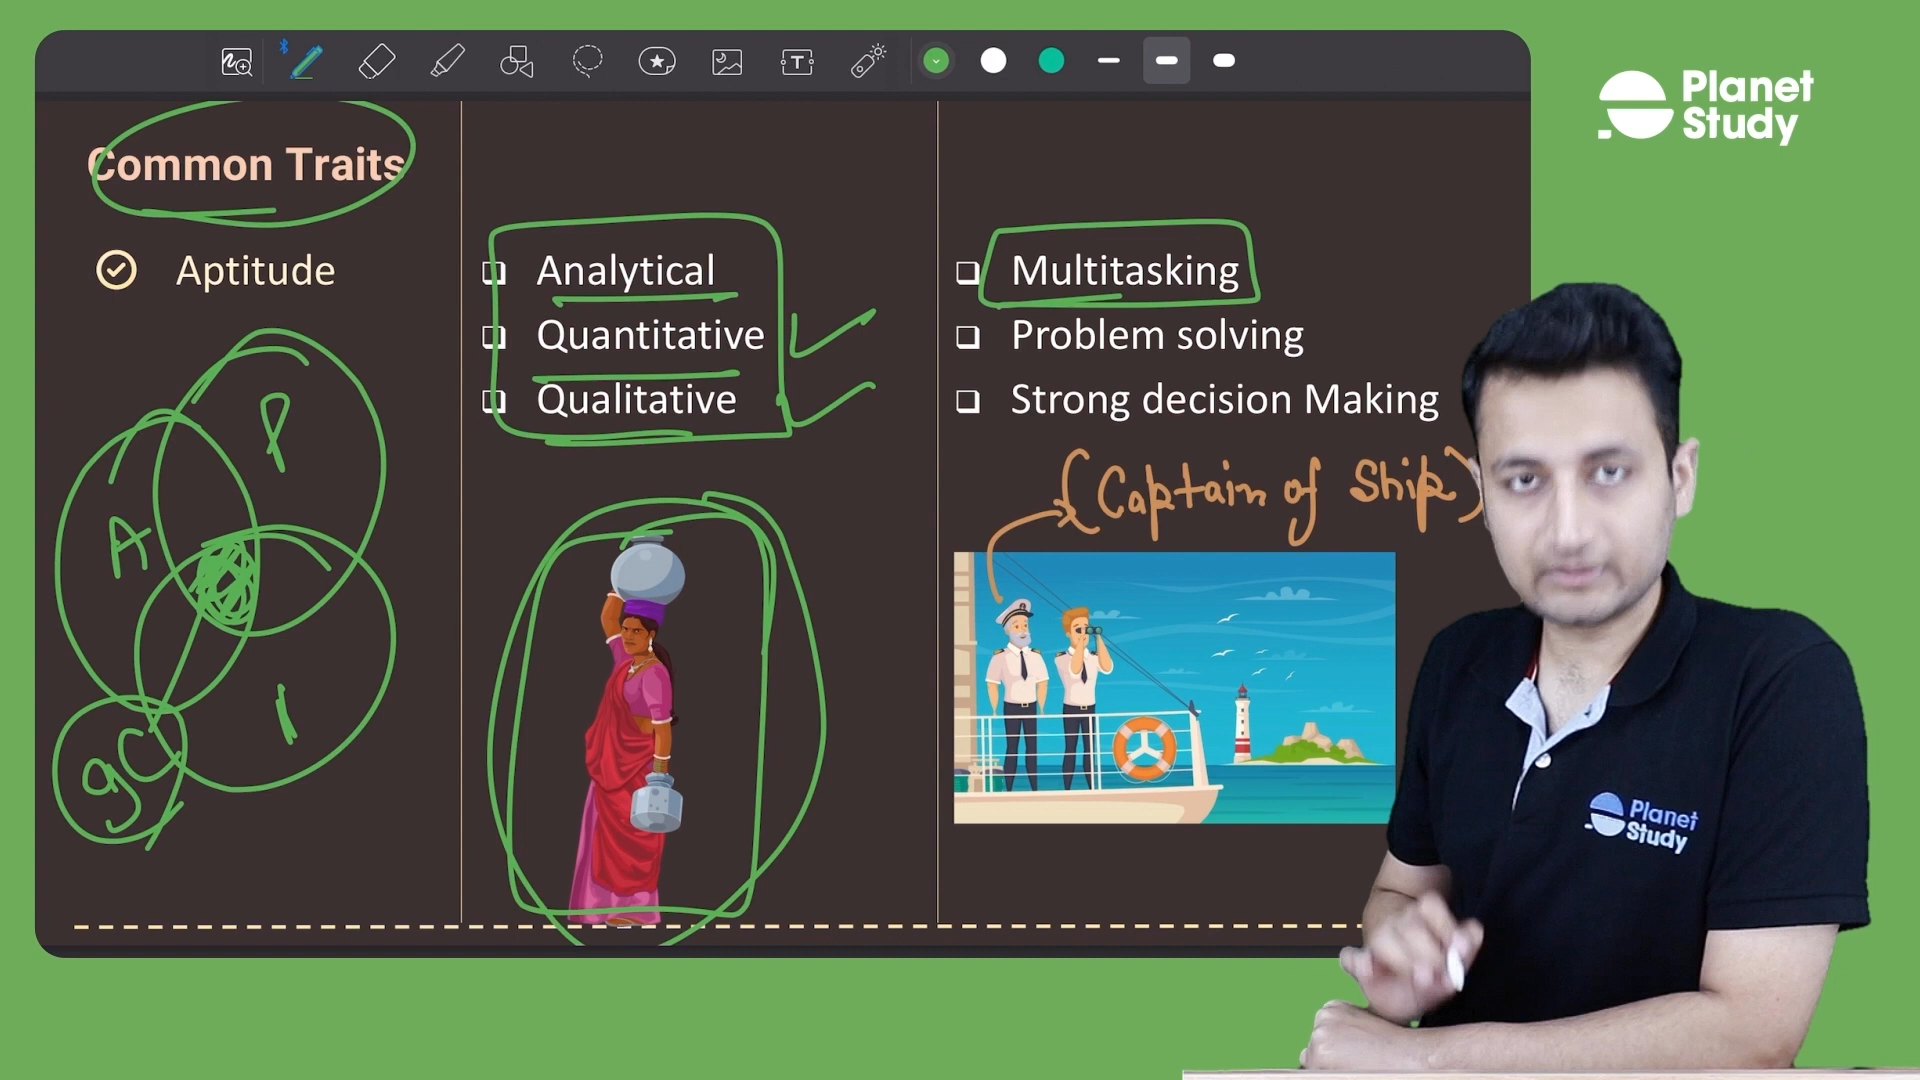 Planet
Study
Common Traits
Aptitude
Analytical
Quantitative
Qualitative
Multitasking
Problem solving
Strong decision Making
(Captain of Ship)
P
A
I
gC
T
Planet
Study